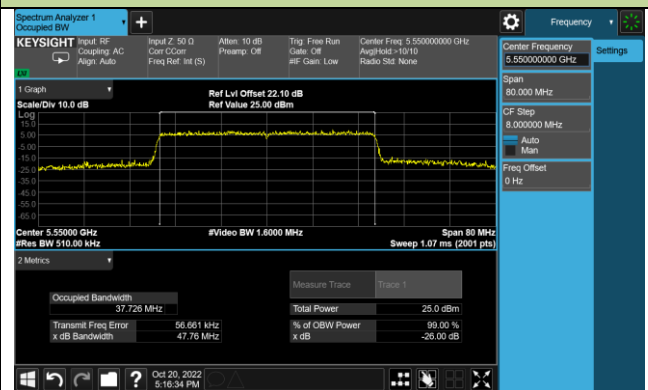 Spectrum Analyzer 1
Occupied BW
Frequency
KEYSIGHT
Input: RF
Coupling: AC
Align: Auto
Input Z: 50 Ω
Corr CCorr
Freq Ref: Int (S)
Atten: 10 dB
Preamp: Off
Trig: Free Run
Gate: Off
#IF Gain: Low
Center Freq: 5.550000000 GHz
Avg|Hold:>10/10
Radio Std: None
LXI
Center Frequency
5.550000000 GHz
Settings
Span
80.000 MHz
CF Step
8.000000 MHz
Auto
Man
Freq Offset
0 Hz
1 Graph
Scale/Div 10.0 dB
Ref Lvl Offset 22.10 dB
Ref Value 25.00 dBm
Log
15.0
5.00
-5.00
-15.0
-25.0
-35.0
-45.0
-55.0
-65.0
Center 5.55000 GHz
#Res BW 510.00 kHz
#Video BW 1.6000 MHz
Span 80 MHz
Sweep 1.07 ms (2001 pts)
2 Metrics
Measure Trace
Trace 1
Occupied Bandwidth
37.726 MHz
Total Power
25.0 dBm
Transmit Freq Error
56.661 kHz
% of OBW Power
99.00 %
x dB Bandwidth
47.76 MHz
x dB
-26.00 dB
?
Oct 20, 2022
5:16:34 PM